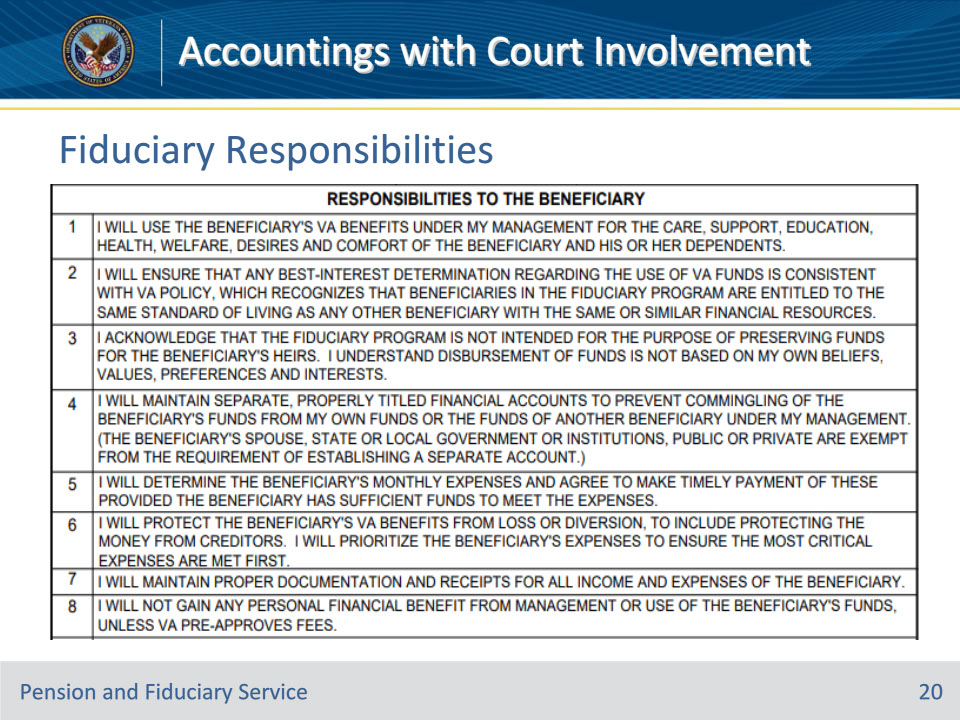 DEPARTMENT OF VETERANS AFFAIRS
UNITED STATES OF AMERICA
Accountings with Court Involvement
Fiduciary Responsibilities
RESPONSIBILITIES TO THE BENEFICIARY
1 I WILL USE THE BENEFICIARY'S VA BENEFITS UNDER MY MANAGEMENT FOR THE CARE, SUPPORT, EDUCATION,
HEALTH, WELFARE, DESIRES AND COMFORT OF THE BENEFICIARY AND HIS OR HER DEPENDENTS.
2 I WILL ENSURE THAT ANY BEST-INTEREST DETERMINATION REGARDING THE USE OF VA FUNDS IS CONSISTENT
WITH VA POLICY, WHICH RECOGNIZES THAT BENEFICIARIES IN THE FIDUCIARY PROGRAM ARE ENTITLED TO THE
SAME STANDARD OF LIVING AS ANY OTHER BENEFICIARY WITH THE SAME OR SIMILAR FINANCIAL RESOURCES.
3 I ACKNOWLEDGE THAT THE FIDUCIARY PROGRAM IS NOT INTENDED FOR THE PURPOSE OF PRESERVING FUNDS
FOR THE BENEFICIARY'S HEIRS. I UNDERSTAND DISBURSEMENT OF FUNDS IS NOT BASED ON MY OWN BELIEFS,
VALUES, PREFERENCES AND INTERESTS.
4 I WILL MAINTAIN SEPARATE, PROPERLY TITLED FINANCIAL ACCOUNTS TO PREVENT COMMINGLING OF THE
BENEFICIARY'S FUNDS FROM MY OWN FUNDS OR THE FUNDS OF ANOTHER BENEFICIARY UNDER MY MANAGEMENT.
(THE BENEFICIARY'S SPOUSE, STATE OR LOCAL GOVERNMENT OR INSTITUTIONS, PUBLIC OR PRIVATE ARE EXEMPT
FROM THE REQUIREMENT OF ESTABLISHING A SEPARATE ACCOUNT.)
5 I WILL DETERMINE THE BENEFICIARY'S MONTHLY EXPENSES AND AGREE TO MAKE TIMELY PAYMENT OF THESE
PROVIDED THE BENEFICIARY HAS SUFFICIENT FUNDS TO MEET THE EXPENSES.
6 I WILL PROTECT THE BENEFICIARY'S VA BENEFITS FROM LOSS OR DIVERSION, TO INCLUDE PROTECTING THE
MONEY FROM CREDITORS. I WILL PRIORITIZE THE BENEFICIARY'S EXPENSES TO ENSURE THE MOST CRITICAL
EXPENSES ARE MET FIRST.
7 I WILL MAINTAIN PROPER DOCUMENTATION AND RECEIPTS FOR ALL INCOME AND EXPENSES OF THE BENEFICIARY.
8 I WILL NOT GAIN ANY PERSONAL FINANCIAL BENEFIT FROM MANAGEMENT OR USE OF THE BENEFICIARY'S FUNDS,
UNLESS VA PRE-APPROVES FEES.
Pension and Fiduciary Service 20